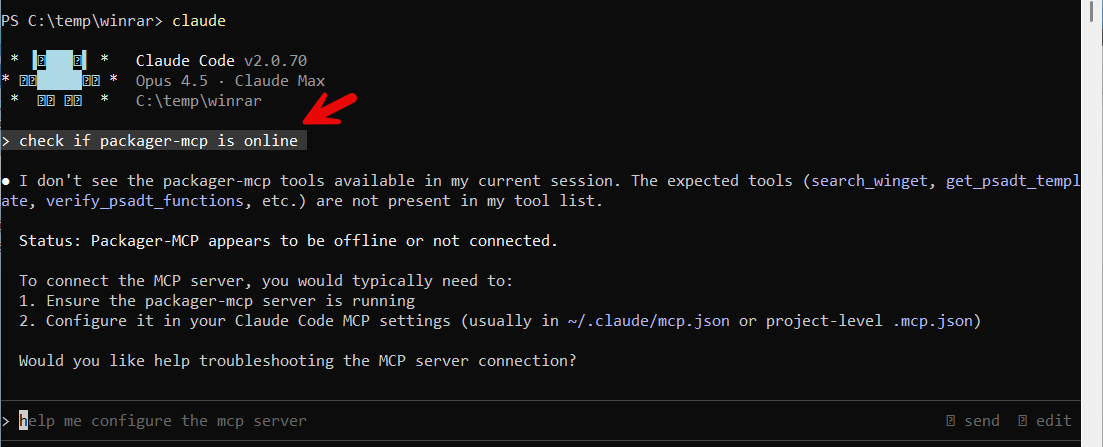 PS C:\temp\winrar> claude
* * Claude Code v2.0.70
* * Opus 4.5 · Claude Max
* * C:\temp\winrar
> check if packager-mcp is online
● I don't see the packager-mcp tools available in my current session. The expected tools (search_winget, get_psadt_templ
ate, verify_psadt_functions, etc.) are not present in my tool list.
Status: Packager-MCP appears to be offline or not connected.
To connect the MCP server, you would typically need to:
1. Ensure the packager-mcp server is running
2. Configure it in your Claude Code MCP settings (usually in ~/.claude/mcp.json or project-level .mcp.json)
Would you like help troubleshooting the MCP server connection?
> help me configure the mcp server send edit